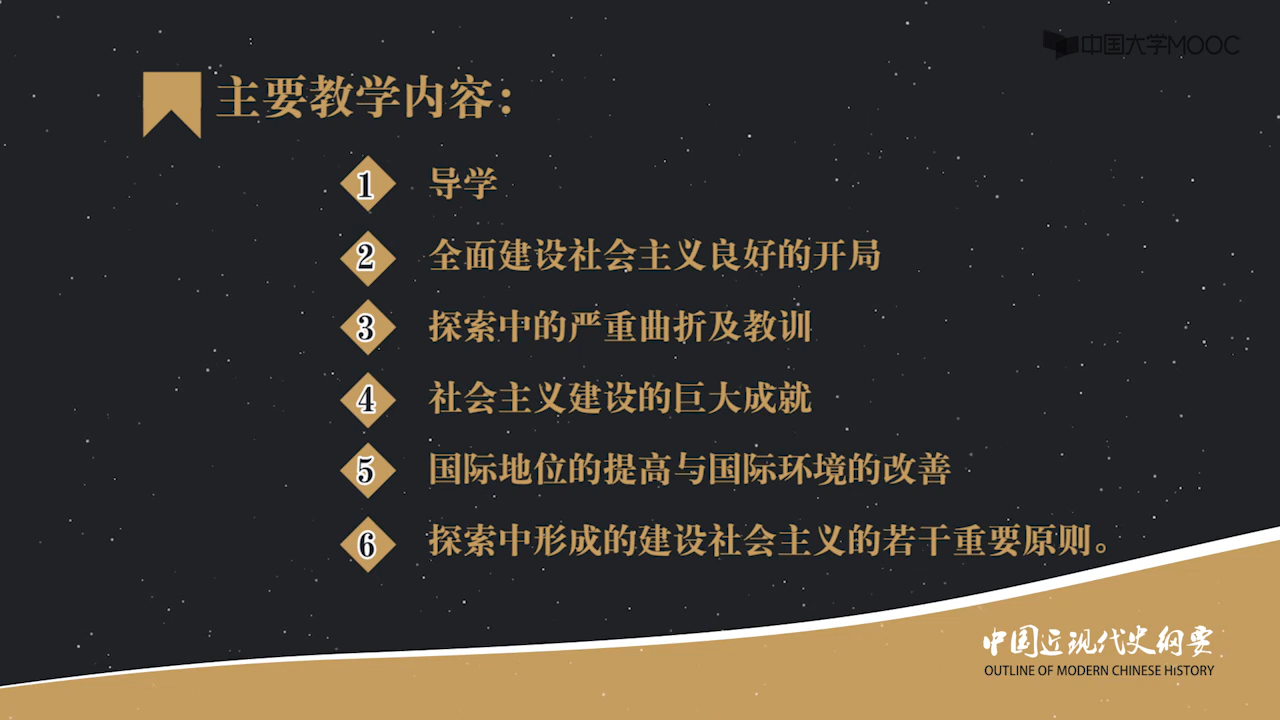 中国大学MOOC
主要教学内容：
1 导学
2 全面建设社会主义良好的开局
3 探索中的严重曲折及教训
4 社会主义建设的巨大成就
5 国际地位的提高与国际环境的改善
6 探索中形成的建设社会主义的若干重要原则。
中国近现代史纲要
OUTLINE OF MODERN CHINESE HiSTORY